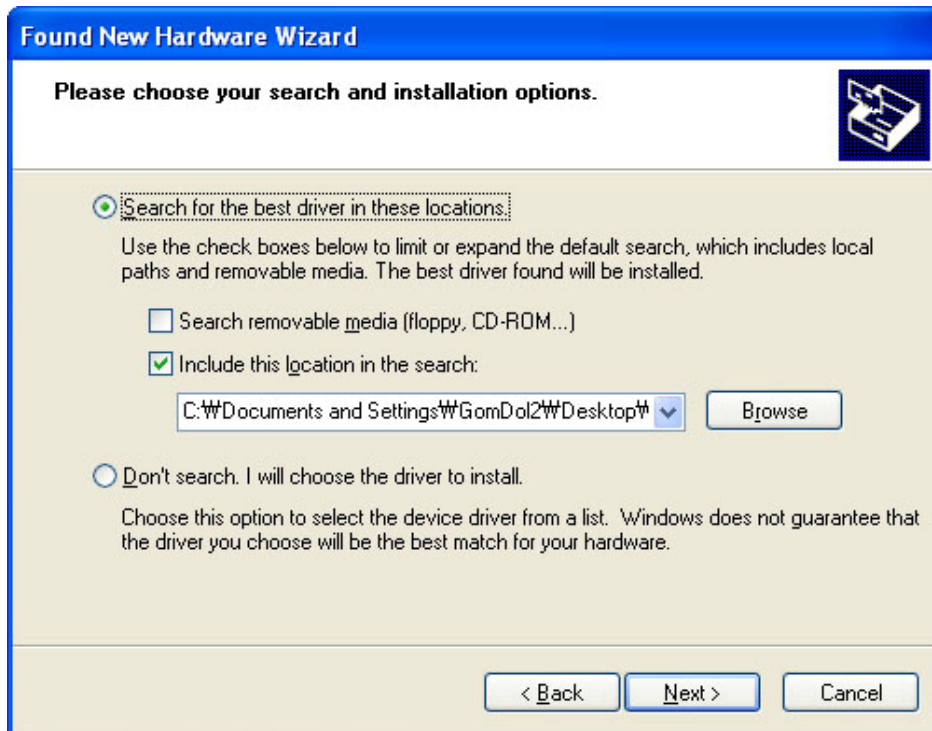 Found New Hardware Wizard
Please choose your search and installation options.
Search for the best driver in these locations.
Use the check boxes below to limit or expand the default search, which includes local
paths and removable media. The best driver found will be installed.
Search removable media (floppy, CD-ROM...)
Include this location in the search:
C:₩Documents and Settings₩GomDol2₩Desktop₩
Browse
Don't search. I will choose the driver to install.
Choose this option to select the device driver from a list. Windows does not guarantee that
the driver you choose will be the best match for your hardware.
< Back
Next >
Cancel